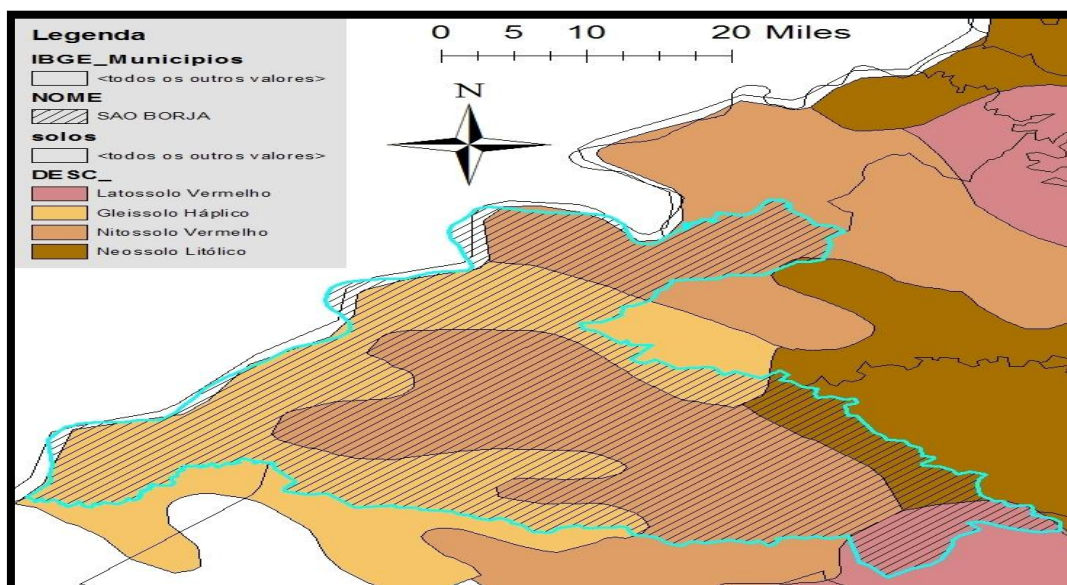 Legenda
IBGE_Municipios
<todos os outros valores>
NOME
SAO BORJA
solos
<todos os outros valores>
DESC_
Latossolo Vermelho
Gleissolo Háplico
Nitossolo Vermelho
Neossolo Litólico
0 5 10 20 Miles
N